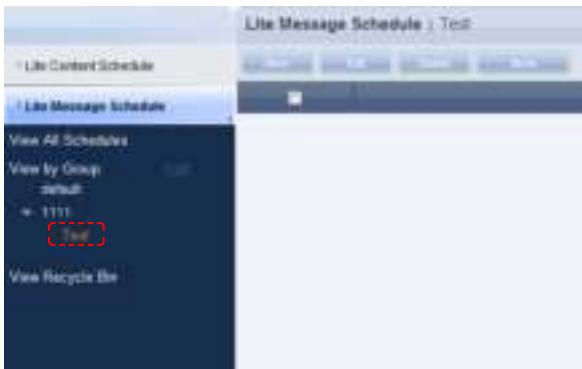 Lite Message Schedule : Test
Lite Content Schedule
Lite Message Schedule
View All Schedules
View by Group
default
1111
Test
View Recycle Bin